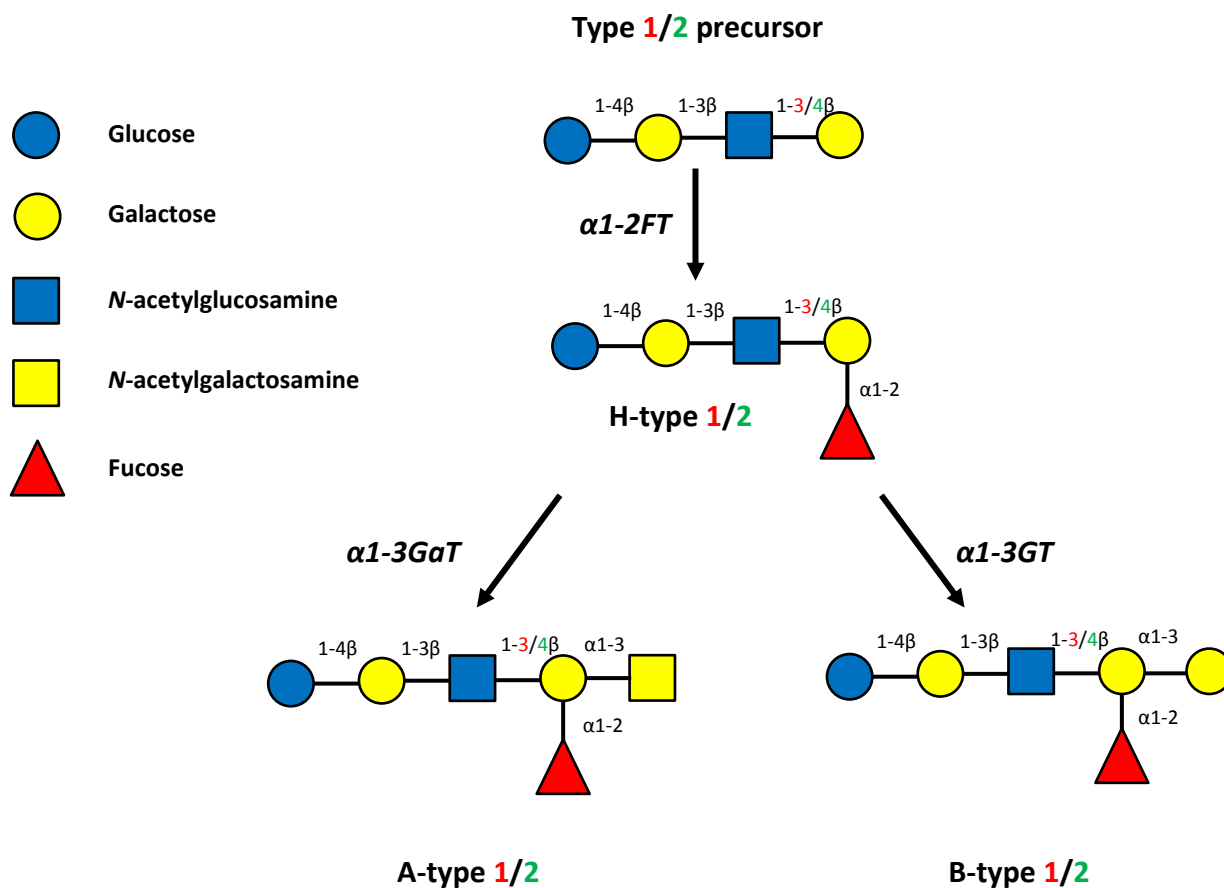 Type 1/2 precursor
Glucose
Galactose
N-acetylglucosamine
N-acetylgalactosamine
Fucose
1-4β 1-3β 1-3/4β
α1-2FT
1-4β 1-3β 1-3/4β
α1-2
H-type 1/2
α1-3GaT
α1-3GT
1-4β 1-3β 1-3/4β α1-3
α1-2
A-type 1/2
1-4β 1-3β 1-3/4β α1-3
α1-2
B-type 1/2